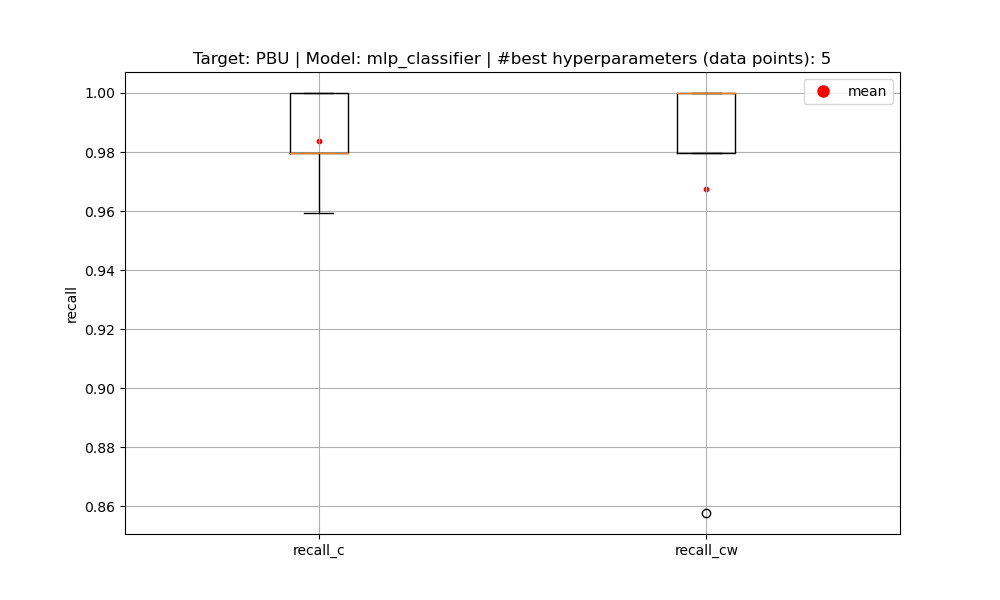 Target: PBU | Model: mlp_classifier | #best hyperparameters (data points): 5
mean
1.00
0.98
0.96
0.94
0.92
0.90
0.88
0.86
recall
recall_c
recall_cw